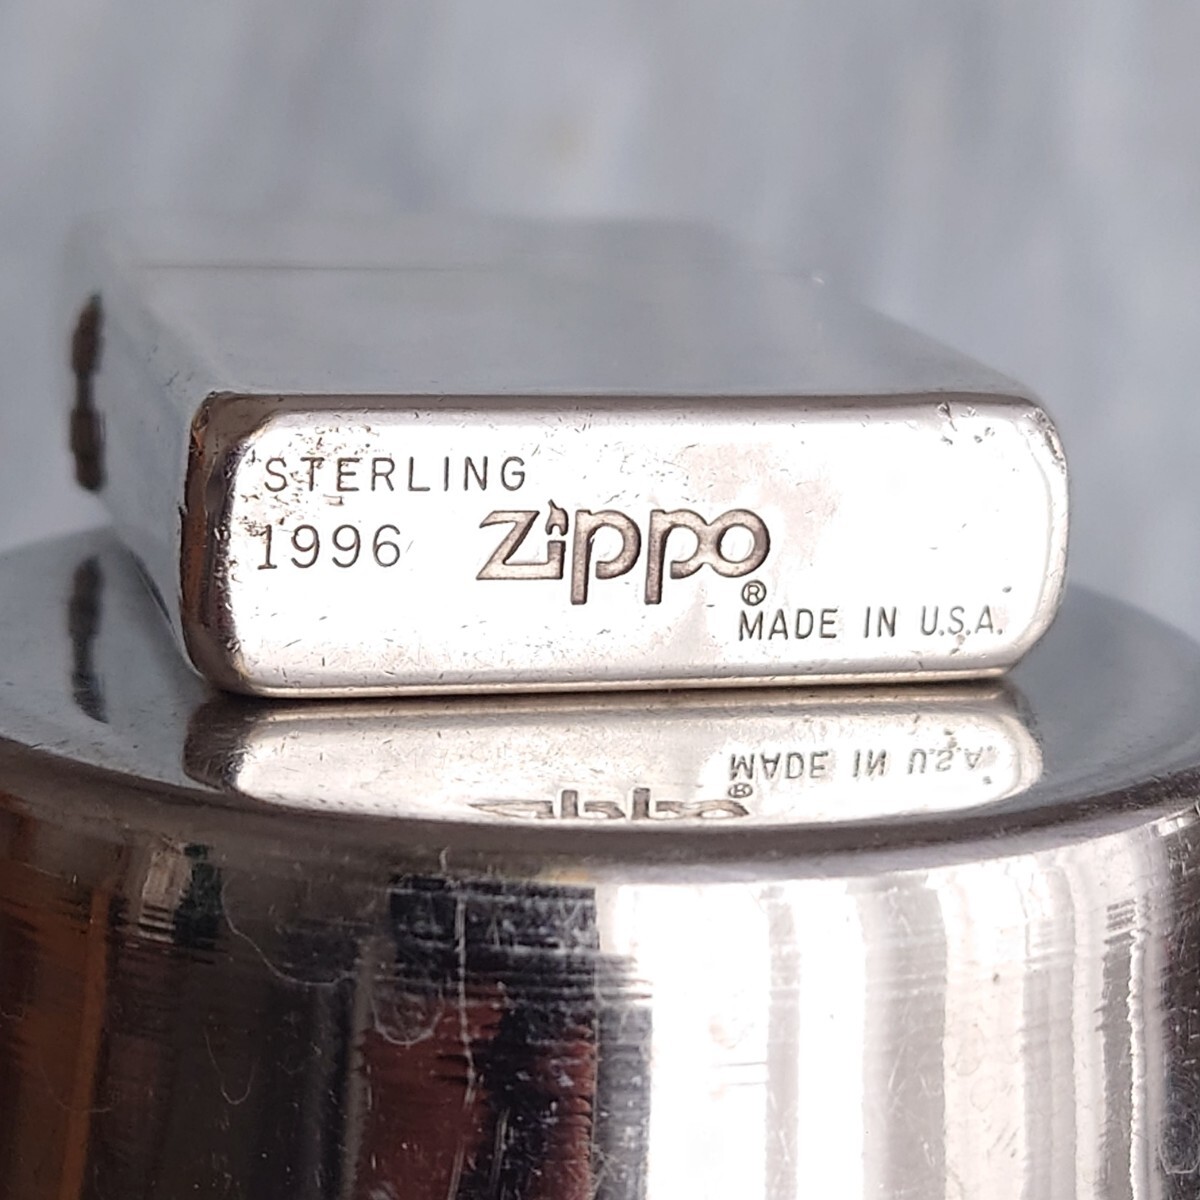 STERLING
1996 Zippo
®
MADE IN U.S.A.